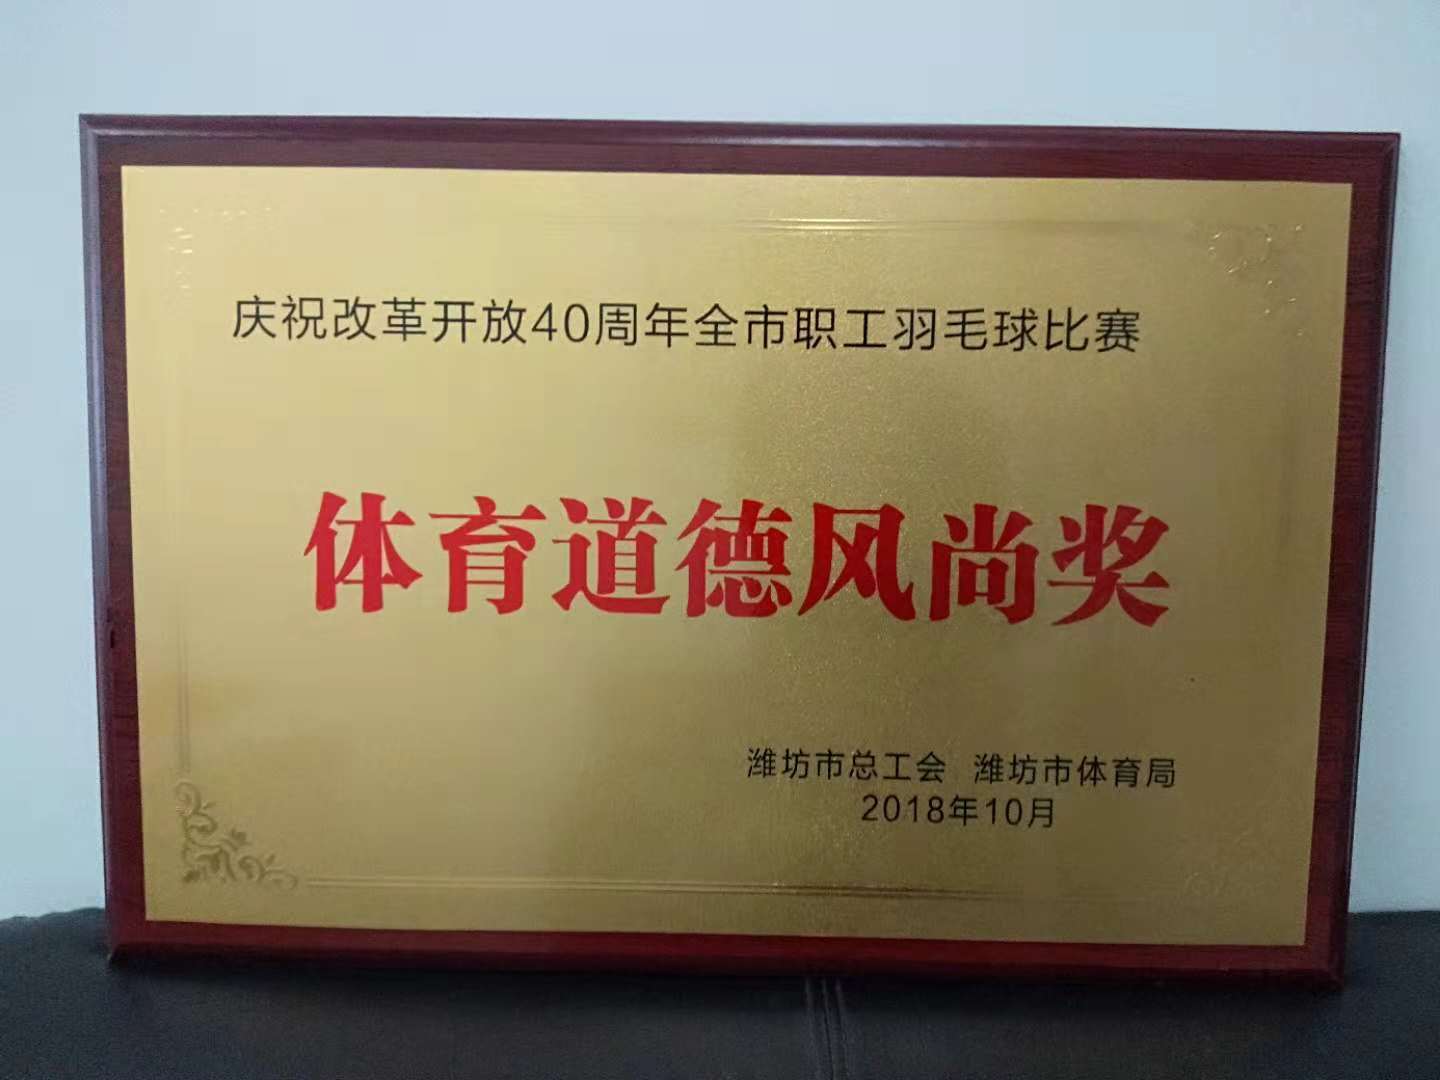 庆祝改革开放40周年全市职工羽毛球比赛
体育道德风尚奖
潍坊市总工会 潍坊市体育局
2018年10月